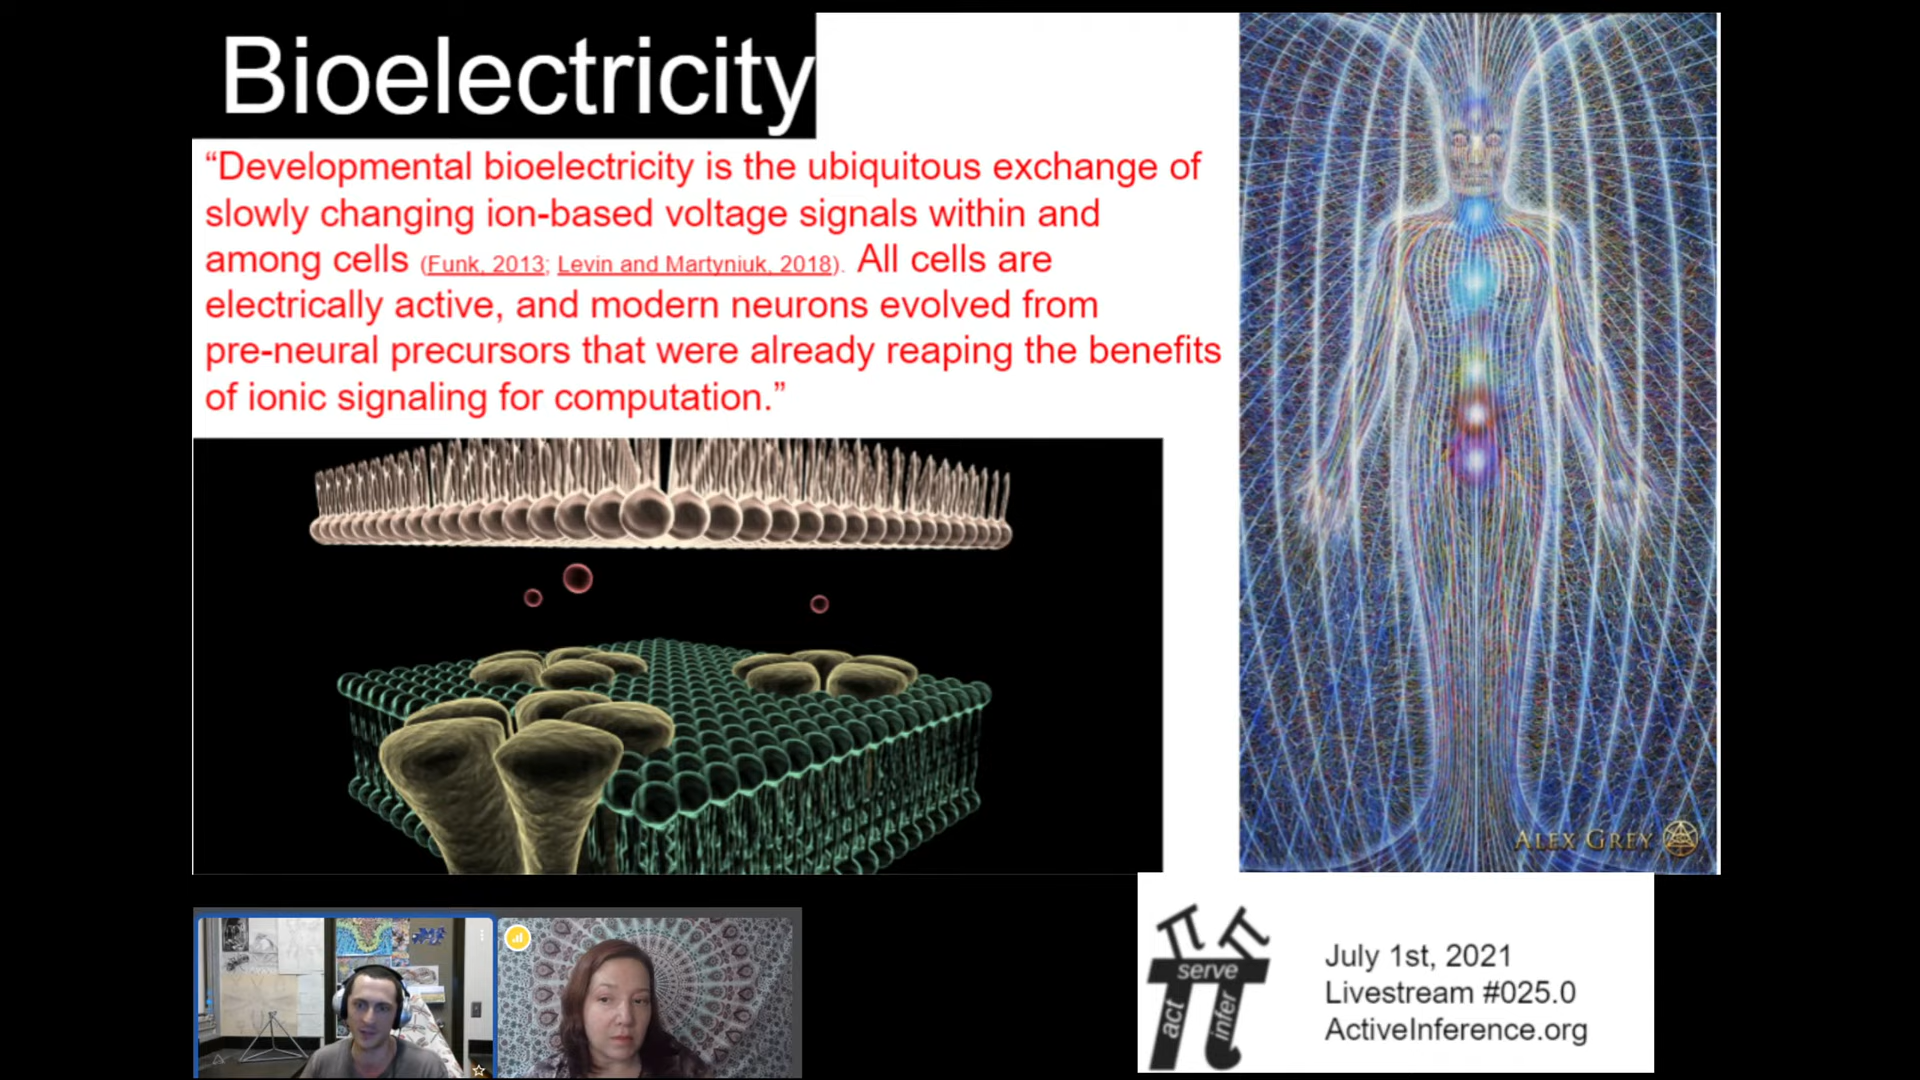 Bioelectricity
“Developmental bioelectricity is the ubiquitous exchange of
slowly changing ion-based voltage signals within and
among cells (Funk, 2013; Levin and Martyniuk, 2018). All cells are
electrically active, and modern neurons evolved from
pre-neural precursors that were already reaping the benefits
of ionic signaling for computation.”
ALEX GREY
serve
act
infer
July 1st, 2021
Livestream #025.0
ActiveInference.org